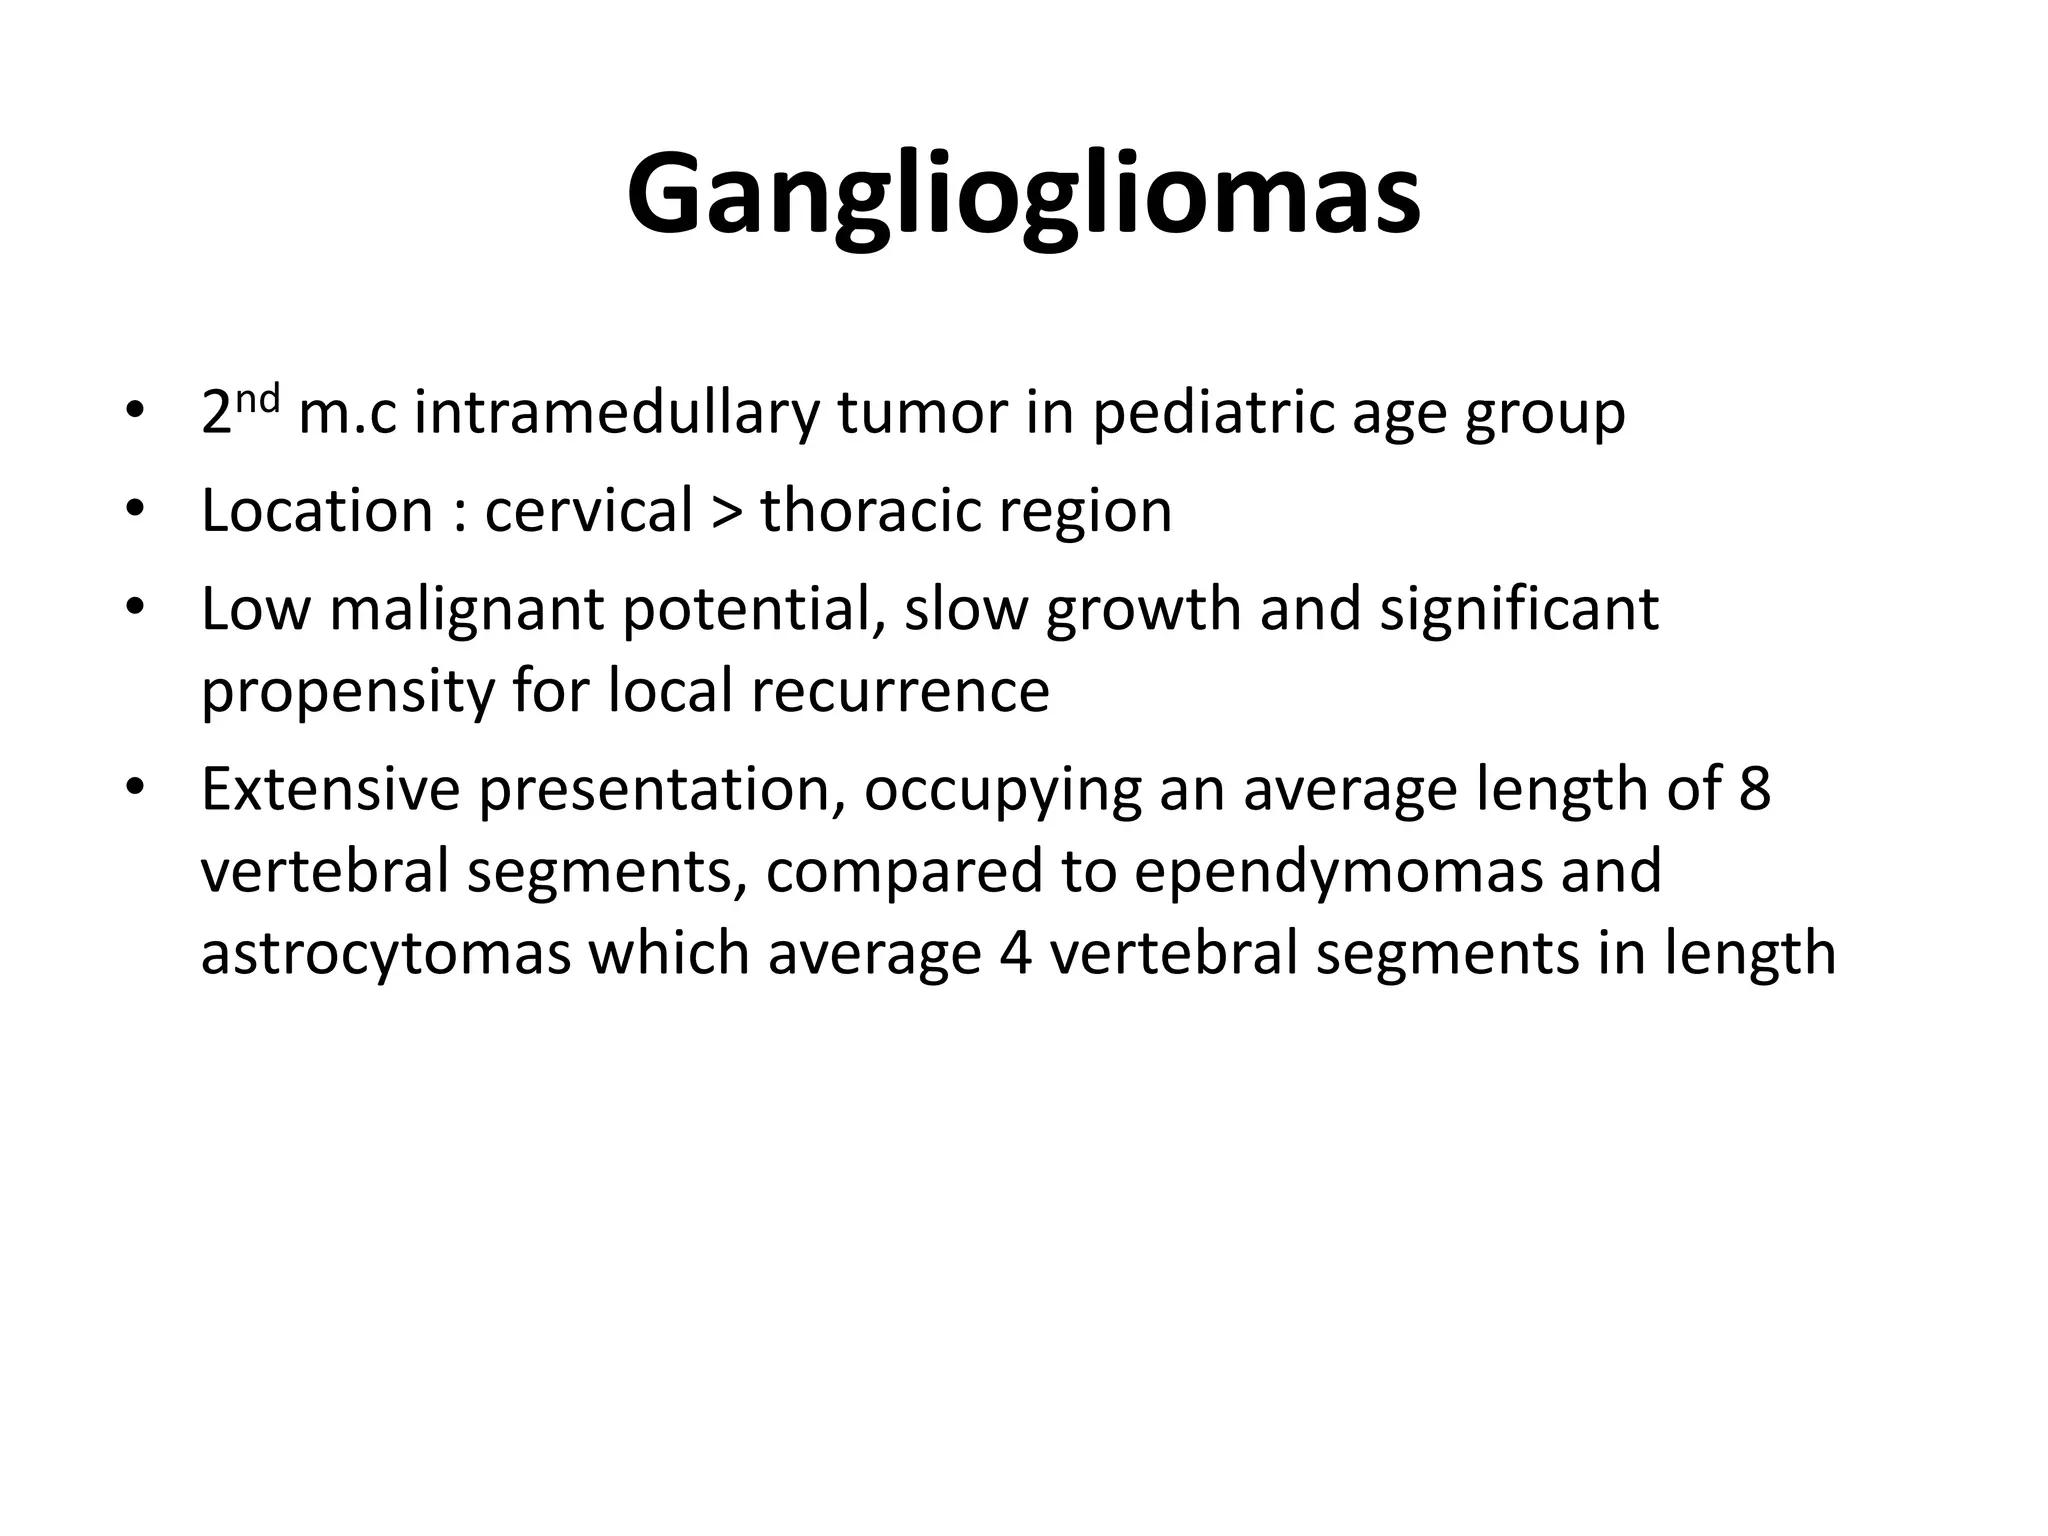 Gangliogliomas
• 2nd m.c intramedullary tumor in pediatric age group
• Location : cervical > thoracic region
• Low malignant potential, slow growth and significant
propensity for local recurrence
• Extensive presentation, occupying an average length of 8
vertebral segments, compared to ependymomas and
astrocytomas which average 4 vertebral segments in length